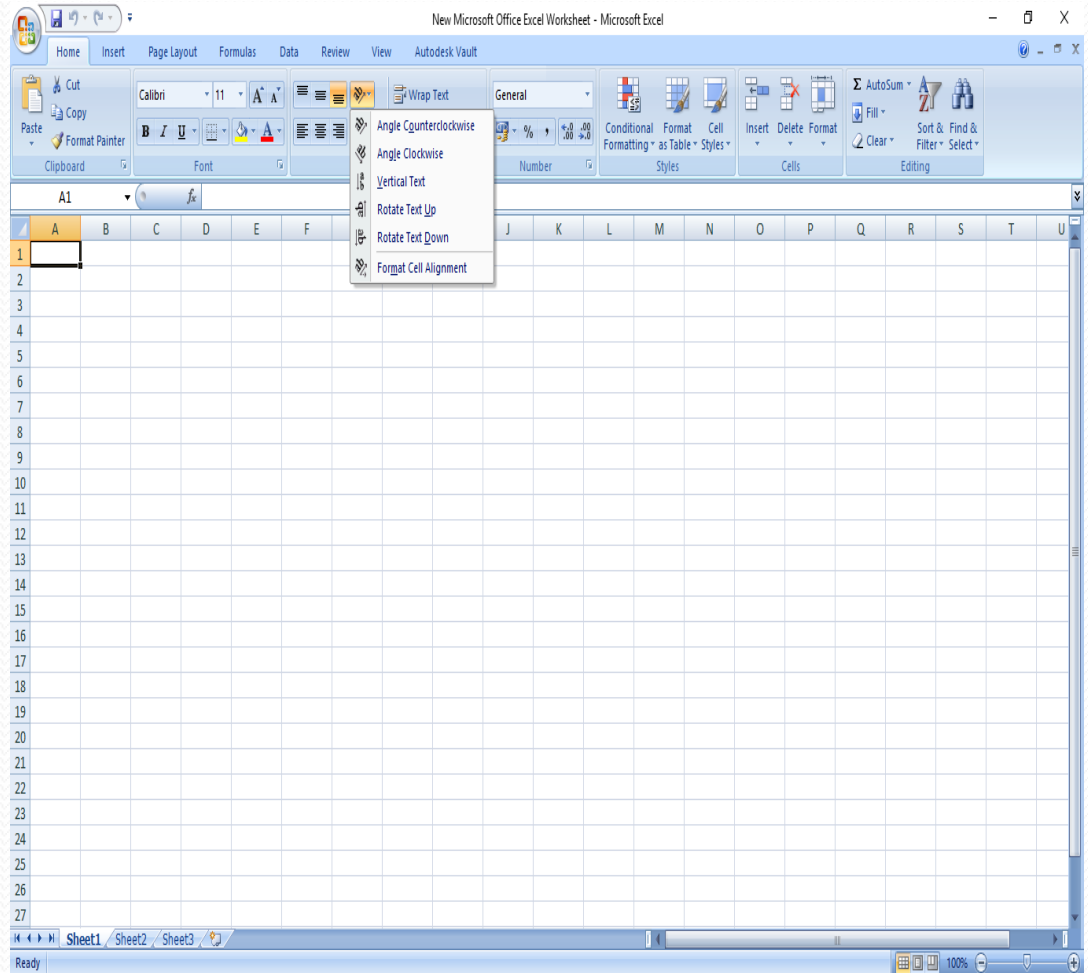 New Microsoft Office Excel Worksheet - Microsoft Excel
Home Insert Page Layout Formulas Data Review View Autodesk Vault
Paste
Cut
Copy
Format Painter
Clipboard
Calibri 11 A A
B I U A
Font
Wrap Text
General
% , .0 .00 .00 .0
Number
Conditional Formatting
Format as Table
Cell Styles
Styles
Insert Delete Format
Cells
Σ AutoSum
Fill
Clear
Sort & Filter
Find & Select
Editing
Angle Counterclockwise
Angle Clockwise
Vertical Text
Rotate Text Up
Rotate Text Down
Format Cell Alignment
A1 fx
A B C D E F J K L M N O P Q R S T U
1
2
3
4
5
6
7
8
9
10
11
12
13
14
15
16
17
18
19
20
21
22
23
24
25
26
27
Sheet1 Sheet2 Sheet3
Ready 100%